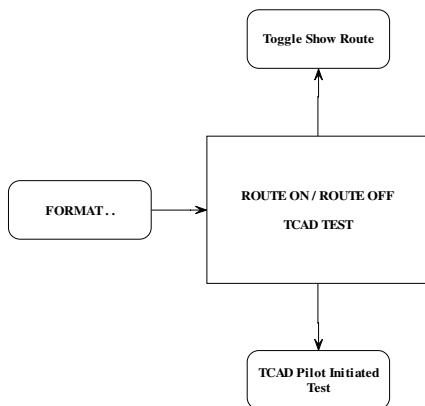 Toggle Show Route
ROUTE ON / ROUTE OFF
TCAD TEST
FORMAT . .
TCAD Pilot Initiated
Test